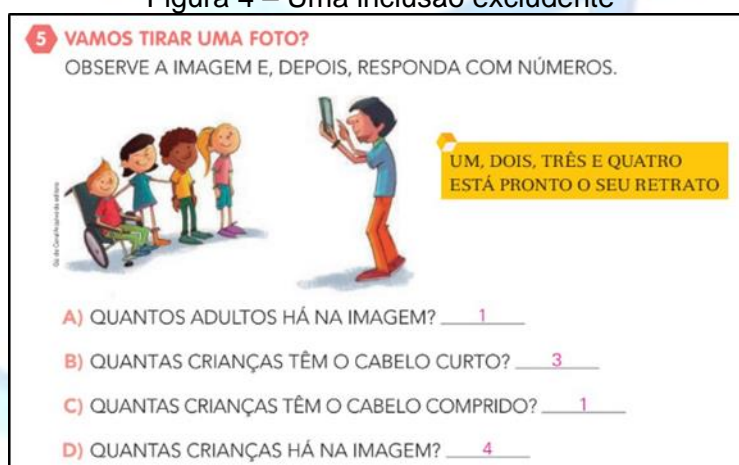 Figura 4 – Uma inclusão excludente
5 VAMOS TIRAR UMA FOTO?
OBSERVE A IMAGEM E, DEPOIS, RESPONDA COM NÚMEROS.
UM, DOIS, TRÊS E QUATRO
ESTÁ PRONTO O SEU RETRATO
A) QUANTOS ADULTOS HÁ NA IMAGEM? 1
B) QUANTAS CRIANÇAS TÊM O CABELO CURTO? 3
C) QUANTAS CRIANÇAS TÊM O CABELO COMPRIDO? 1
D) QUANTAS CRIANÇAS HÁ NA IMAGEM? 4